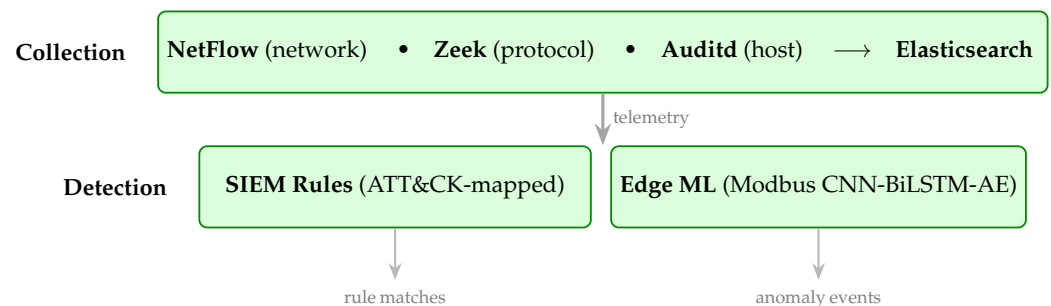 Collection
NetFlow (network) • Zeek (protocol) • Auditd (host) ⟶ Elasticsearch
telemetry
Detection
SIEM Rules (ATT&CK-mapped)
Edge ML (Modbus CNN-BiLSTM-AE)
rule matches
anomaly events